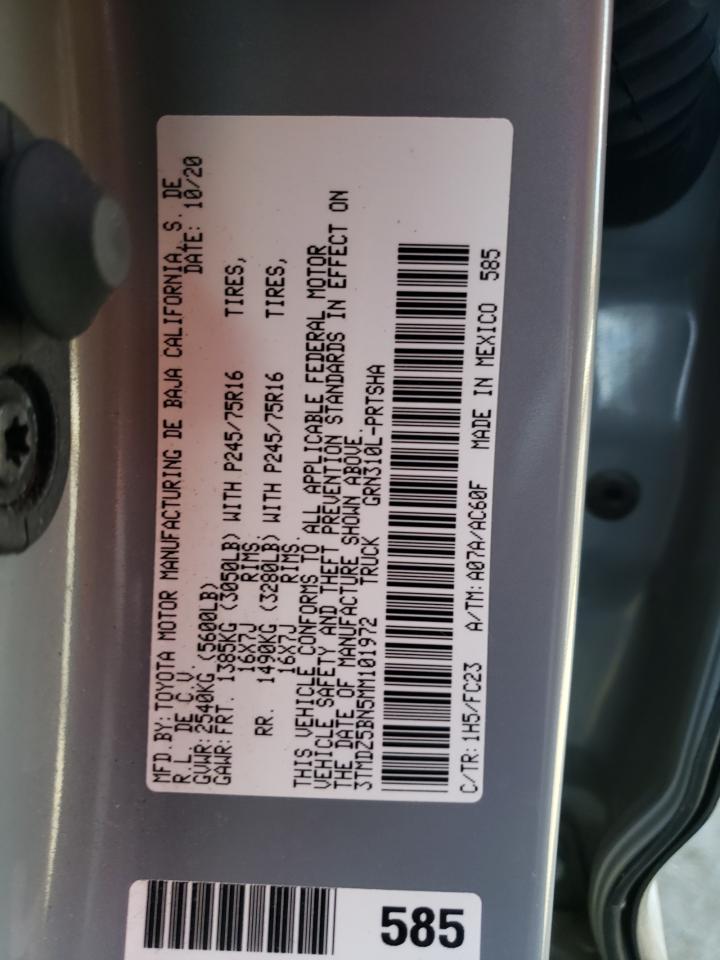 MFD.BY: TOYOTA MOTOR MANUFACTURING DE BAJA CALIFORNIA, S. DE
R.L. DE C.V. DATE: 10/20
GVWR: 2540KG (5600LB)
GAWR: FRT. 1385KG (3050LB) WITH P245/75R16 TIRES,
16X7J RIMS.
RR. 1490KG (3280LB) WITH P245/75R16 TIRES,
16X7J RIMS.
THIS VEHICLE CONFORMS TO ALL APPLICABLE FEDERAL MOTOR
VEHICLE SAFETY AND THEFT PREVENTION STANDARDS IN EFFECT ON
THE DATE OF MANUFACTURE SHOWN ABOVE.
3TMDZ5BN5MM101972 TRUCK GRN310L-PRTSHA
C/TR: 1H5/FC23 A/TM: A07A/AC60F MADE IN MEXICO 585
585